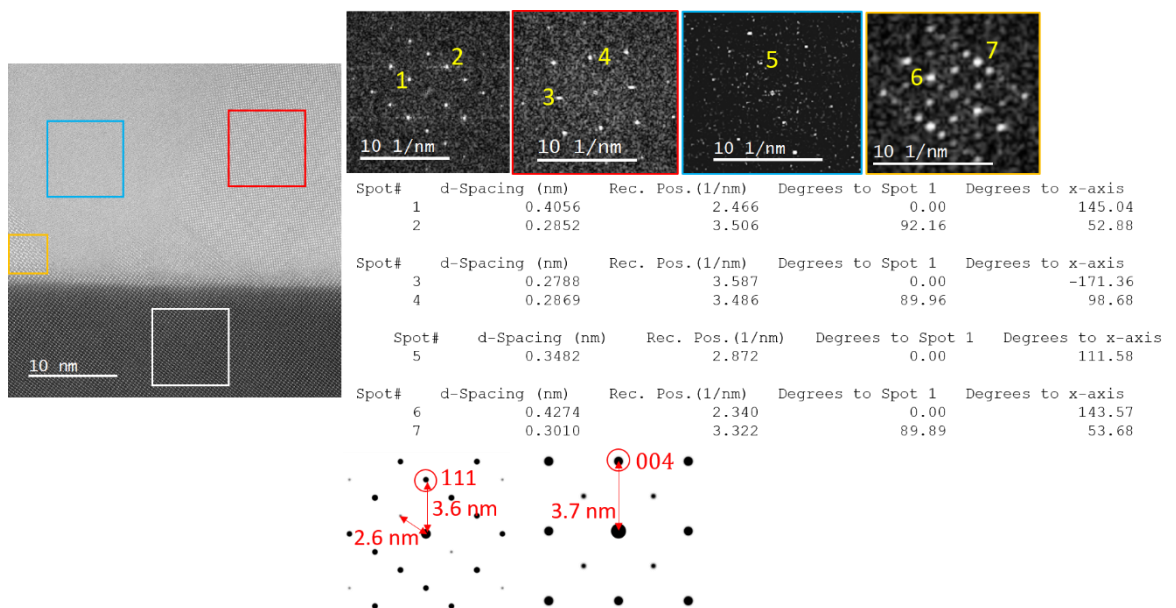 1 2
10 1/nm
3 4
10 1/nm
5
10 1/nm
6 7
10 1/nm
10 nm
Spot# d-Spacing (nm) Rec. Pos.(1/nm) Degrees to Spot 1 Degrees to x-axis
1 0.4056 2.466 0.00 145.04
2 0.2852 3.506 92.16 52.88
Spot# d-Spacing (nm) Rec. Pos.(1/nm) Degrees to Spot 1 Degrees to x-axis
3 0.2788 3.587 0.00 -171.36
4 0.2869 3.486 89.96 98.68
Spot# d-Spacing (nm) Rec. Pos.(1/nm) Degrees to Spot 1 Degrees to x-axis
5 0.3482 2.872 0.00 111.58
Spot# d-Spacing (nm) Rec. Pos.(1/nm) Degrees to Spot 1 Degrees to x-axis
6 0.4274 2.340 0.00 143.57
7 0.3010 3.322 89.89 53.68
111
3.6 nm
2.6 nm
004
3.7 nm